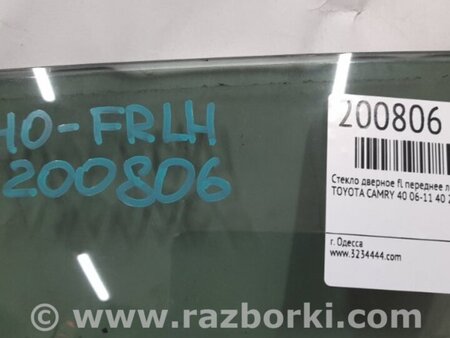 40-FRLH
200806
200806
Стекло дверное fl переднее
TOYOTA CAMRY 40 06-11 40
г. Одесса
www.3234444.com
www.razborki.com